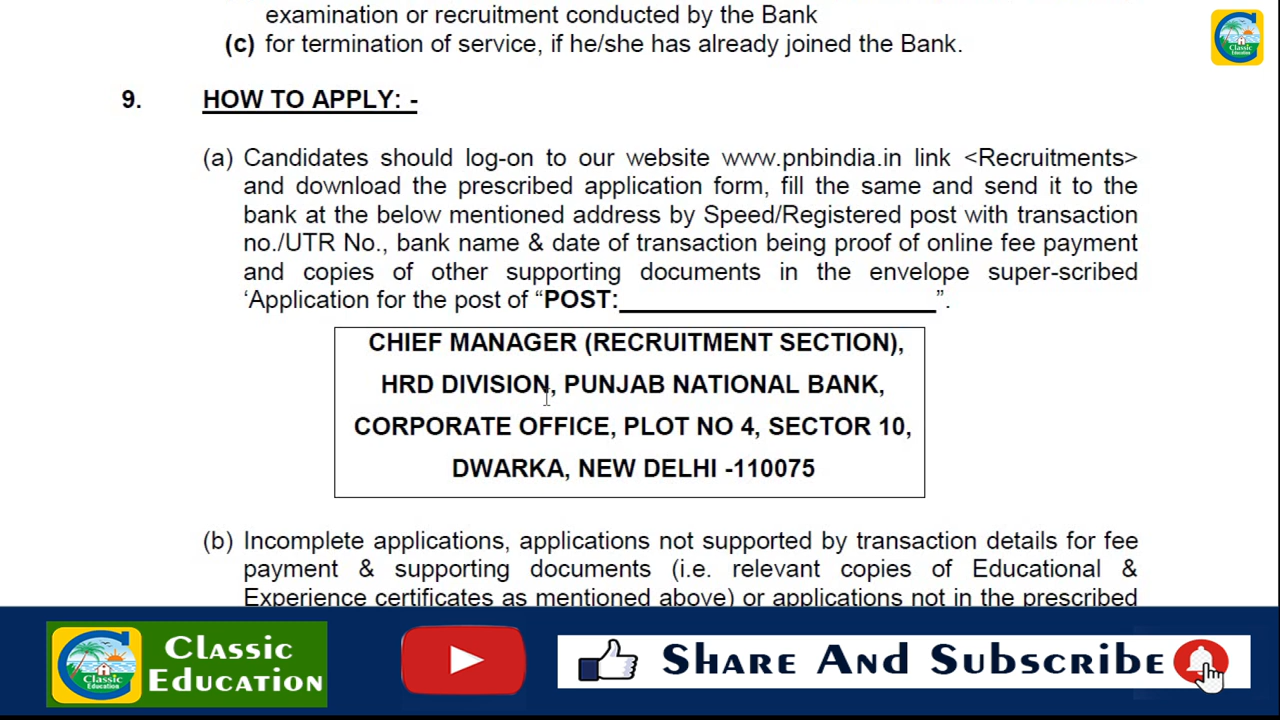 examination or recruitment conducted by the Bank
(c) for termination of service, if he/she has already joined the Bank.
Classic
Education
9. HOW TO APPLY: -
(a) Candidates should log-on to our website www.pnbindia.in link <Recruitments>
and download the prescribed application form, fill the same and send it to the
bank at the below mentioned address by Speed/Registered post with transaction
no./UTR No., bank name & date of transaction being proof of online fee payment
and copies of other supporting documents in the envelope super-scribed
‘Application for the post of “POST:______________________”.
CHIEF MANAGER (RECRUITMENT SECTION),
HRD DIVISION, PUNJAB NATIONAL BANK,
CORPORATE OFFICE, PLOT NO 4, SECTOR 10,
DWARKA, NEW DELHI -110075
(b) Incomplete applications, applications not supported by transaction details for fee
payment & supporting documents (i.e. relevant copies of Educational &
Experience certificates as mentioned above) or applications not in the prescribed
Classic
Education
Classic
Education
Share And Subscribe